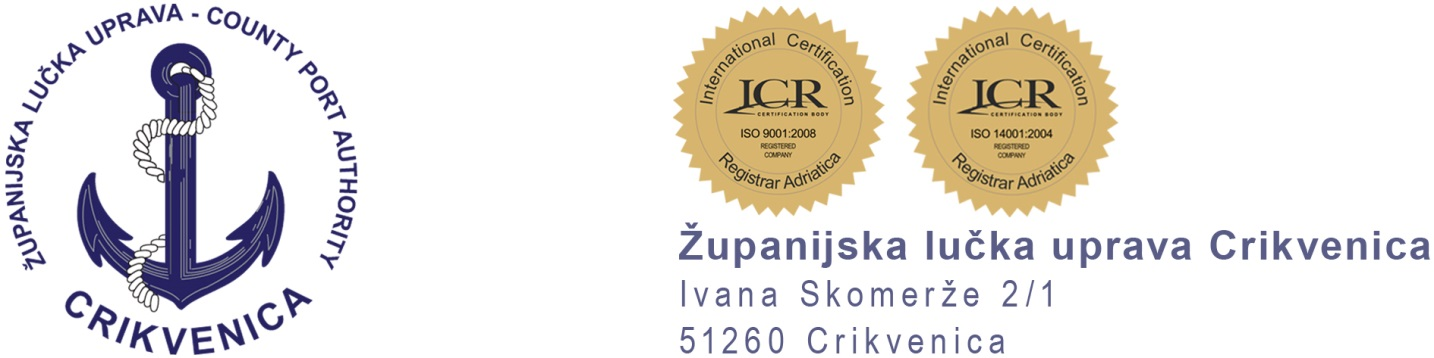 ŽUPANIJSKA LUČKA UPRAVA - COUNTY PORT AUTHORITY
CRIKVENICA
International Certification
ICR
CERTIFICATION BODY
ISO 9001:2008
REGISTERED
COMPANY
Registrar Adriatica
International Certification
ICR
CERTIFICATION BODY
ISO 14001:2004
REGISTERED
COMPANY
Registrar Adriatica
Županijska lučka uprava Crikvenica
Ivana Skomerže 2/1
51260 Crikvenica